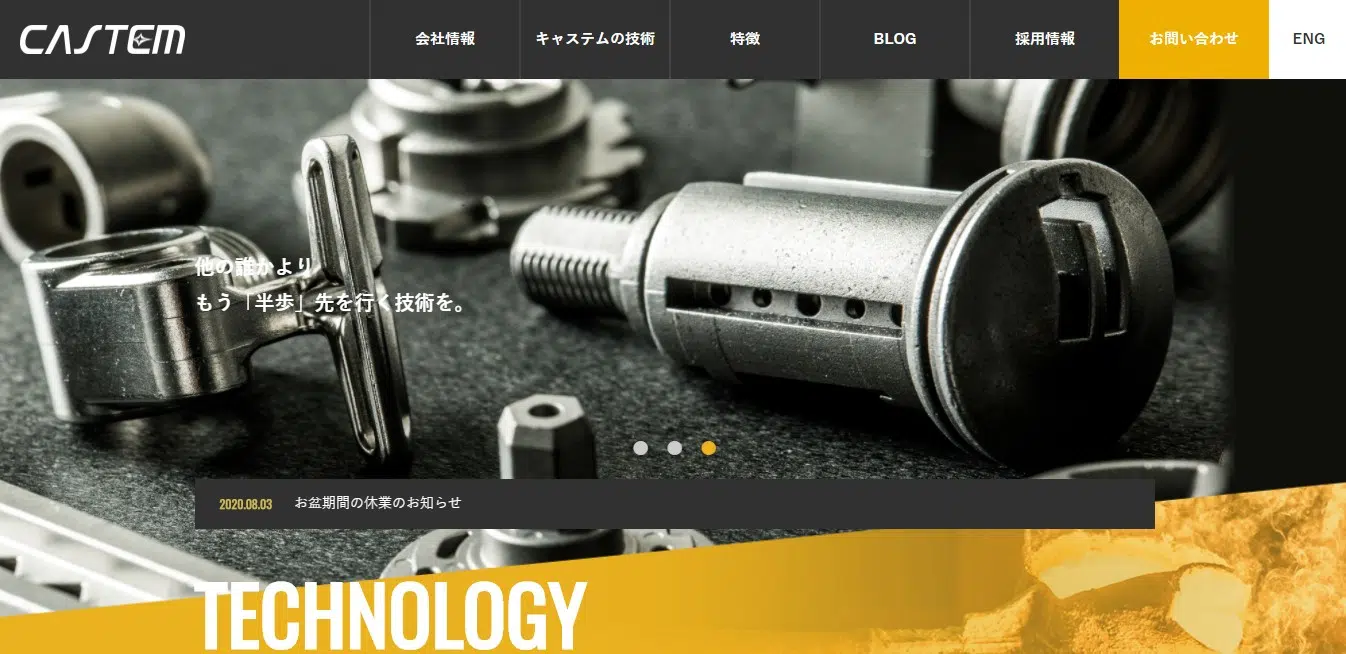 CASTEM
会社情報
キャステムの技術
特徴
BLOG
採用情報
お問い合わせ
ENG
他の誰かより
もう「半歩」先を行く技術を。
2020.08.03 お盆期間の休業のお知らせ
TECHNOLOGY